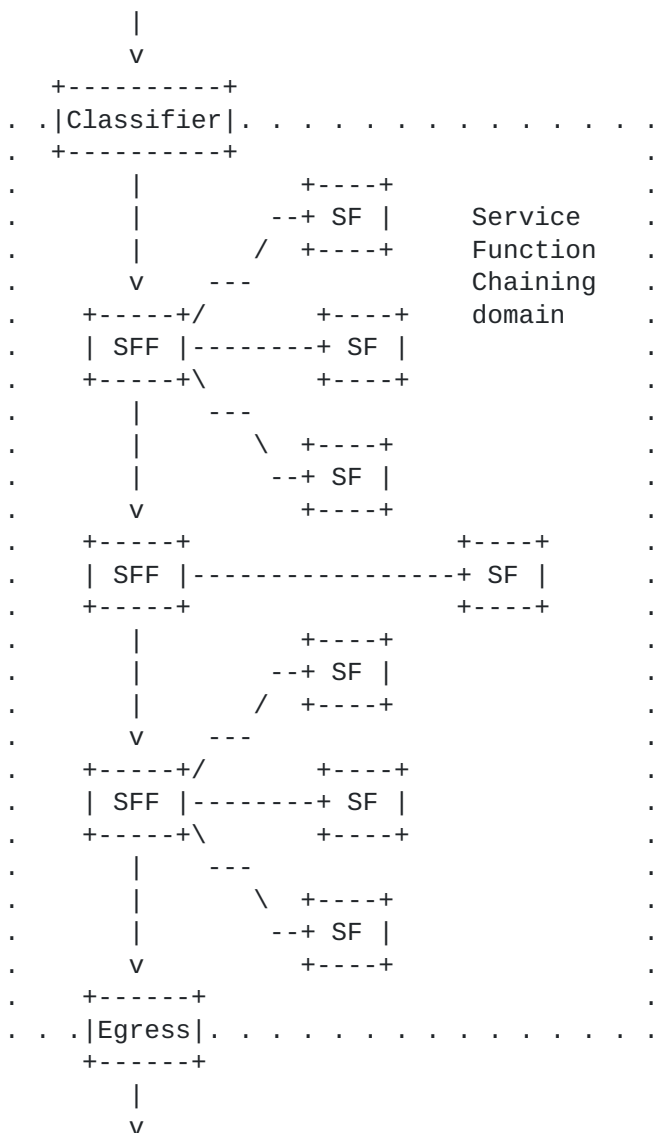 Classifier
SF Service
Function
Chaining
domain
SFF SF
SF
SFF SF
SF
SFF SF
SF
Egress